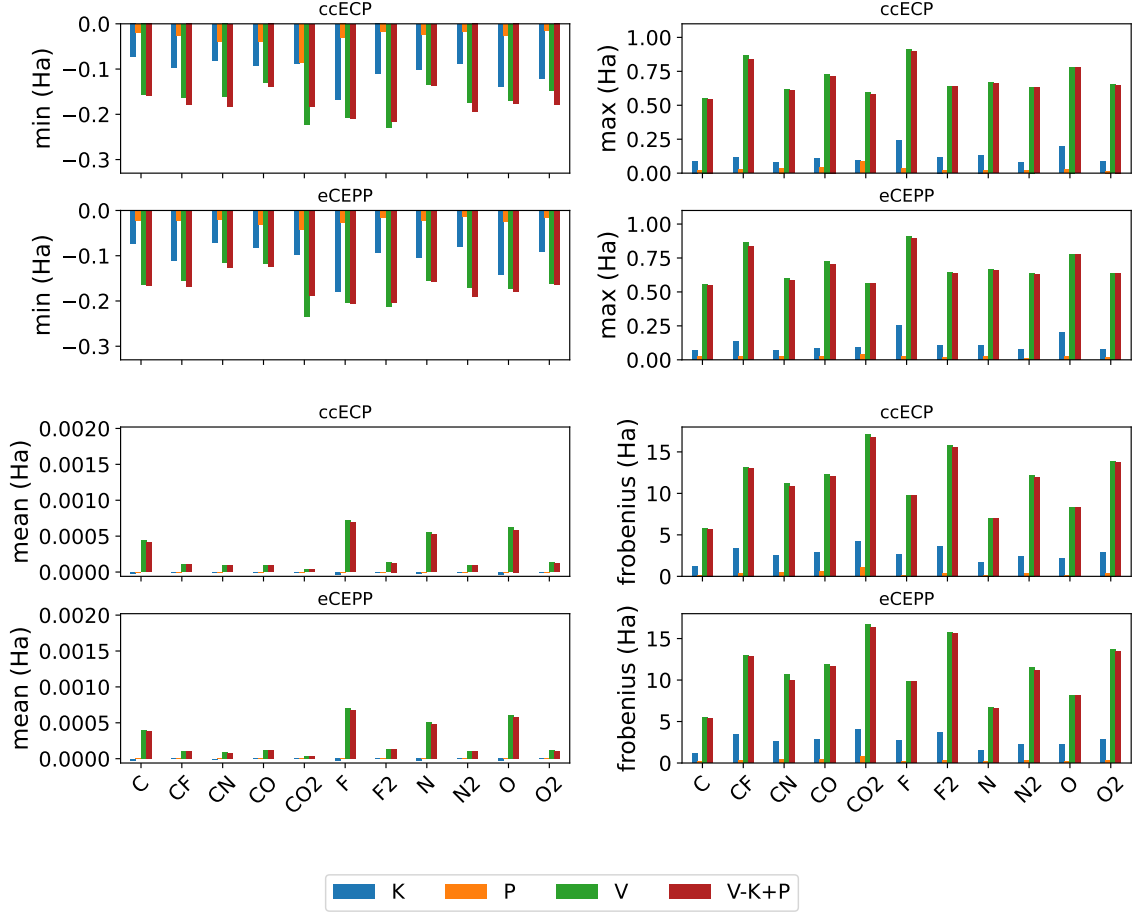 ccECP
min (Ha)
0.0
−0.1
−0.2
−0.3
ccECP
max (Ha)
1.00
0.75
0.50
0.25
0.00
eCEPP
min (Ha)
0.0
−0.1
−0.2
−0.3
eCEPP
max (Ha)
1.00
0.75
0.50
0.25
0.00
ccECP
mean (Ha)
0.0020
0.0015
0.0010
0.0005
0.0000
ccECP
frobenius (Ha)
15
10
5
0
eCEPP
mean (Ha)
0.0020
0.0015
0.0010
0.0005
0.0000
C CF CN CO CO2 F F2 N N2 O O2
eCEPP
frobenius (Ha)
15
10
5
0
C CF CN CO CO2 F F2 N N2 O O2
K P V V-K+P